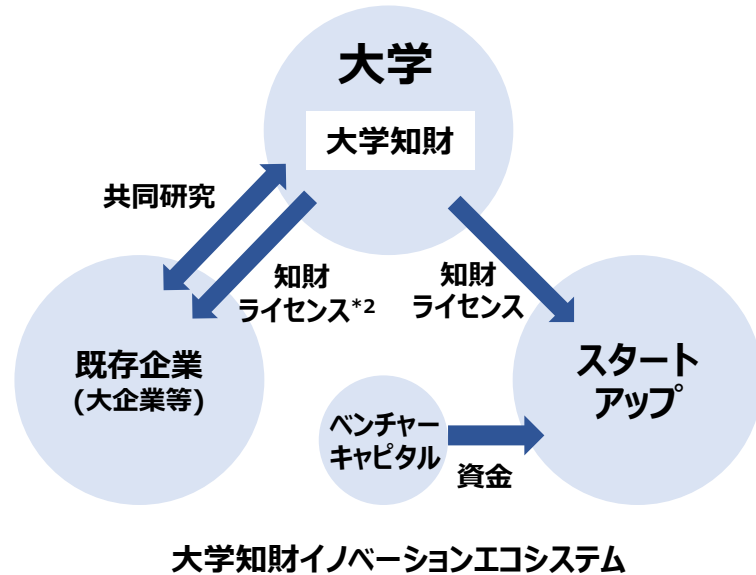 大学
大学知財
共同研究
知財
ライセンス*2
知財
ライセンス
既存企業
(大企業等)
スタート
アップ
ベンチャー
キャピタル
資金
大学知財イノベーションエコシステム